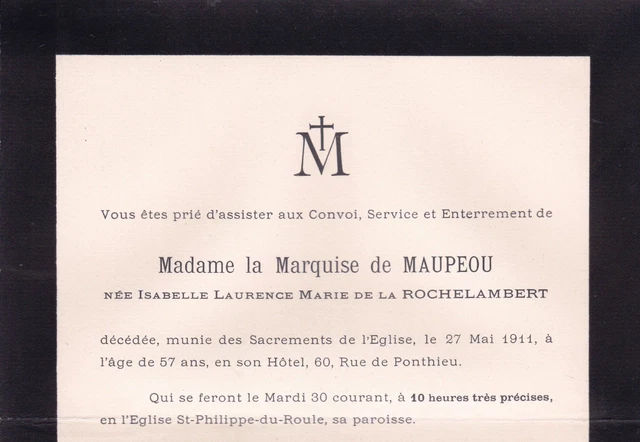 M
Vous êtes prié d'assister aux Convoi, Service et Enterrement de
Madame la Marquise de MAUPEOU
NÉE ISABELLE LAURENCE MARIE DE LA ROCHELAMBERT
décédée, munie des Sacrements de l'Eglise, le 27 Mai 1911, à
l'âge de 57 ans, en son Hôtel, 60, Rue de Ponthieu.
Qui se feront le Mardi 30 courant, à 10 heures très précises,
en l'Eglise St-Philippe-du-Roule, sa paroisse.